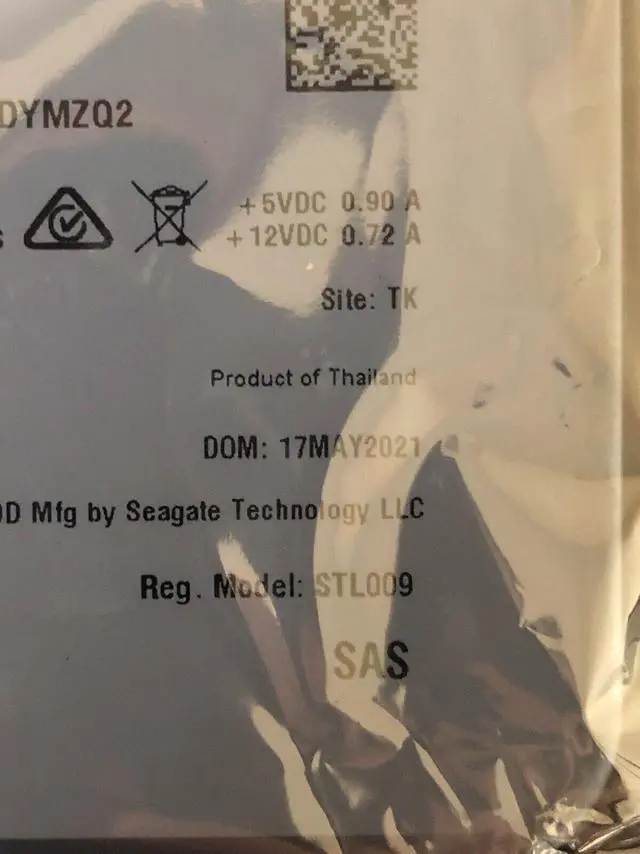 DYMZQ2
+5VDC 0.90 A
+12VDC 0.72 A
Site: TK
Product of Thailand
DOM: 17MAY2021
Mfg by Seagate Technology LLC
Reg. Model: STL009
SAS